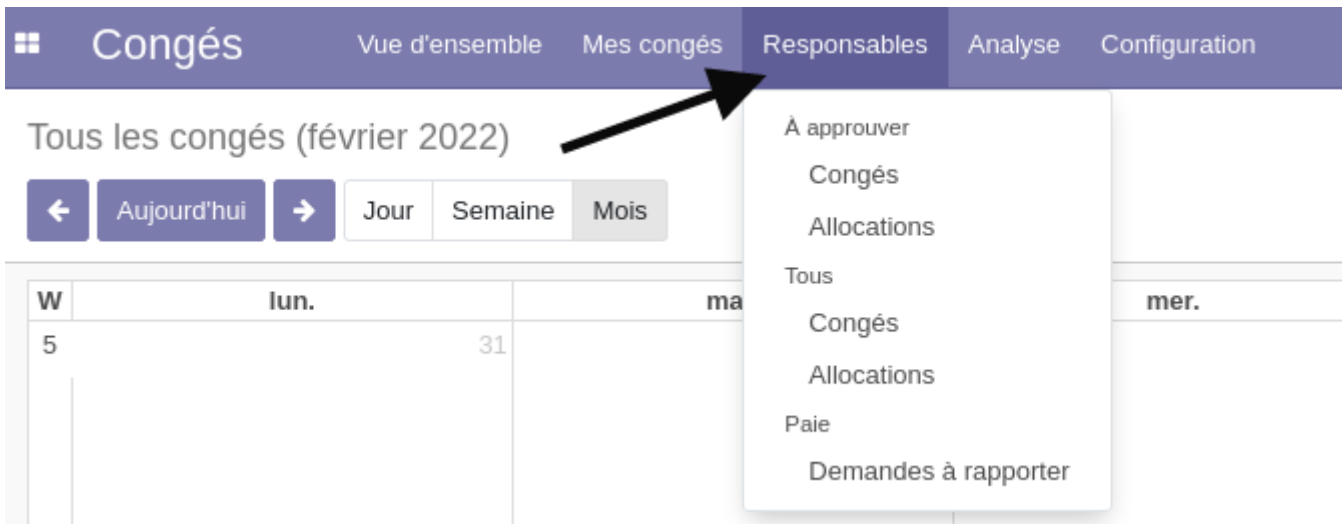 Congés Vue d'ensemble Mes congés Responsables Analyse Configuration
Tous les congés (février 2022)
Aujourd'hui Jour Semaine Mois
À approuver
Congés
Allocations
Tous
Congés
Allocations
Paie
Demandes à rapporter
W lun. ma mer.
5 31